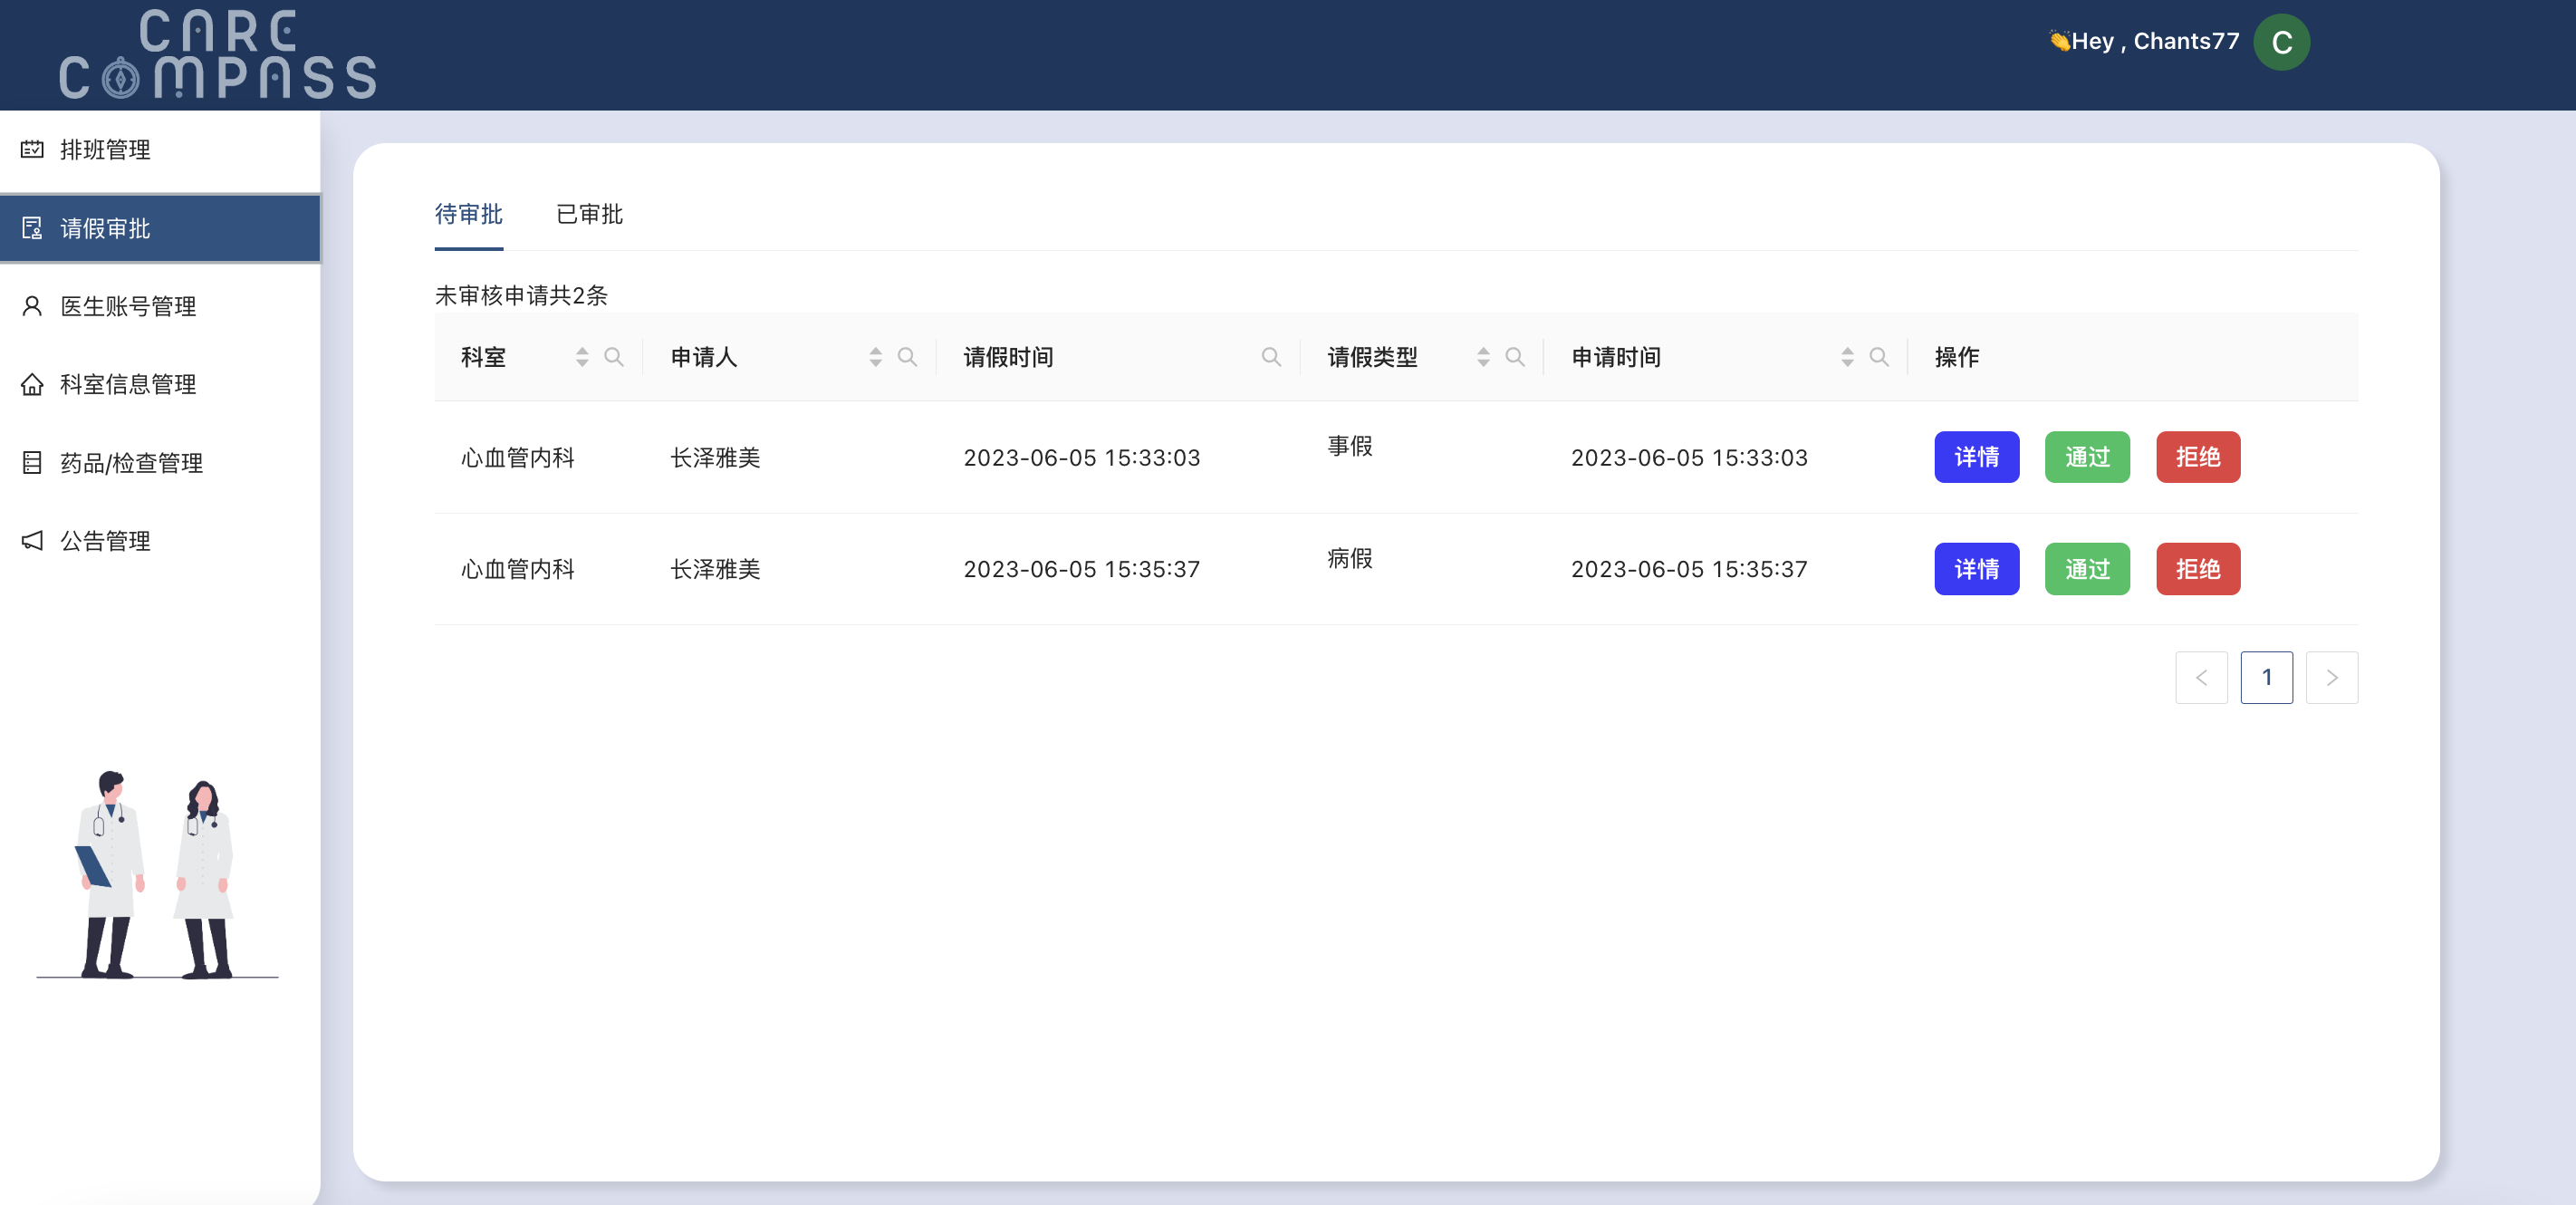 CARE
COMPASS
👏Hey , Chants77
C
排班管理
请假审批
医生账号管理
科室信息管理
药品/检查管理
公告管理
待审批 已审批
未审核申请共2条
科室 申请人 请假时间 请假类型 申请时间 操作
心血管内科 长泽雅美 2023-06-05 15:33:03 事假 2023-06-05 15:33:03 详情 通过 拒绝
心血管内科 长泽雅美 2023-06-05 15:35:37 病假 2023-06-05 15:35:37 详情 通过 拒绝
< 1 >